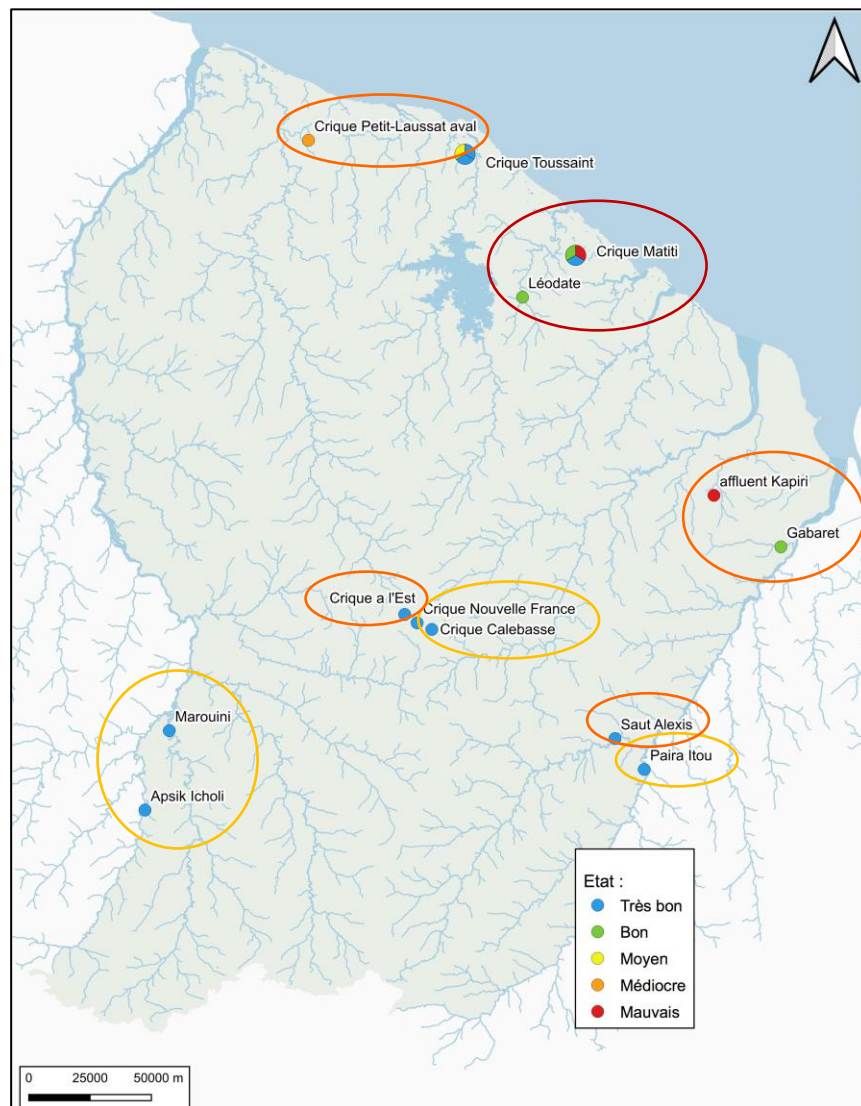 Crique Petit-Laussat aval
Crique Toussaint
Crique Matiti
Léodate
affluent Kapiri
Gabaret
Crique a l'Est
Crique Nouvelle France
Crique Calebasse
Marouini
Saut Alexis
Paira Itou
Apsik Icholi
Etat :
Très bon
Bon
Moyen
Médiocre
Mauvais
0 25000 50000 m